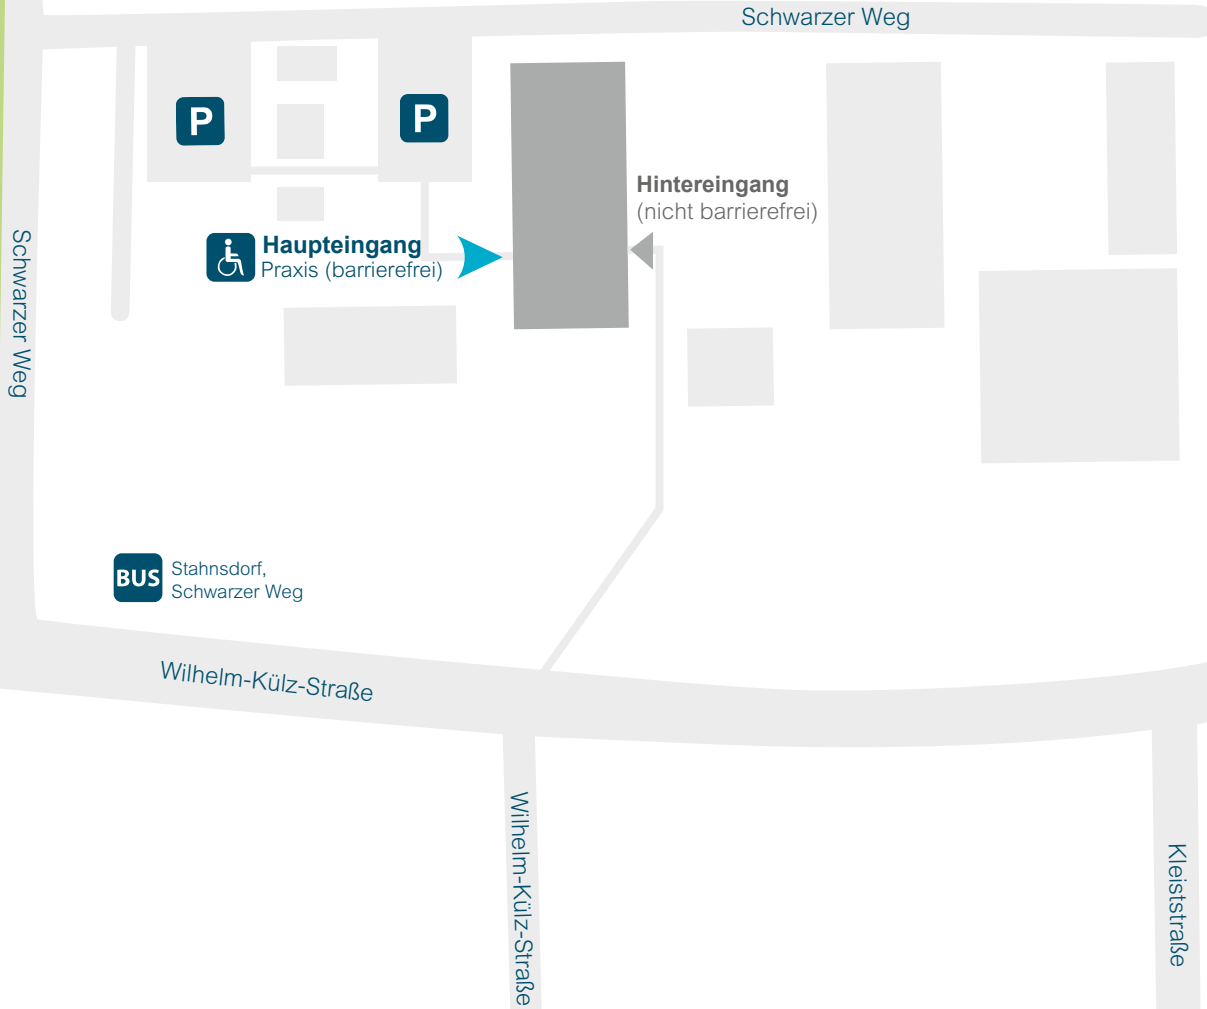 Schwarzer Weg
P
P
Hintereingang
(nicht barrierefrei)
Haupteingang
Praxis (barrierefrei)
Schwarzer Weg
BUS
Stahnsdorf,
Schwarzer Weg
Wilhelm-Külz-Straße
Wilhelm-Külz-Straße
Kleiststraße